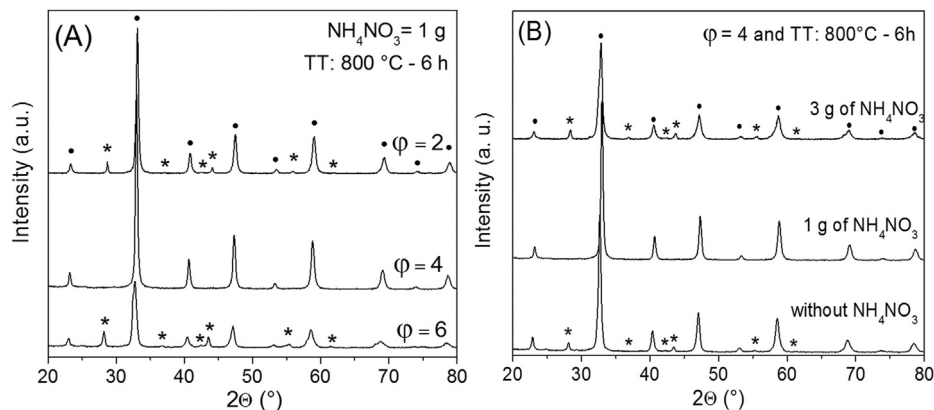 (A)
NH₄NO₃= 1 g
TT: 800 °C - 6 h
φ = 2
φ = 4
φ = 6
Intensity (a.u.)
20 30 40 50 60 70 80
2Θ (°)
(B)
φ = 4 and TT: 800°C - 6h
3 g of NH₄NO₃
1 g of NH₄NO₃
without NH₄NO₃
Intensity (a. u.)
20 30 40 50 60 70 80
2Θ (°)